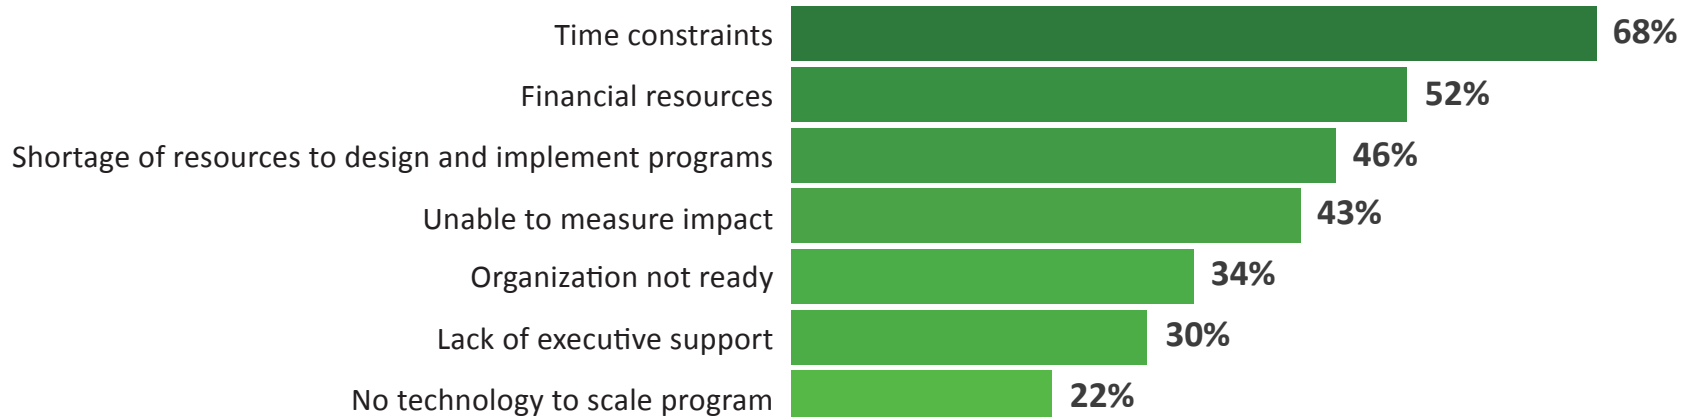 Time constraints 68%
Financial resources 52%
Shortage of resources to design and implement programs 46%
Unable to measure impact 43%
Organization not ready 34%
Lack of executive support 30%
No technology to scale program 22%